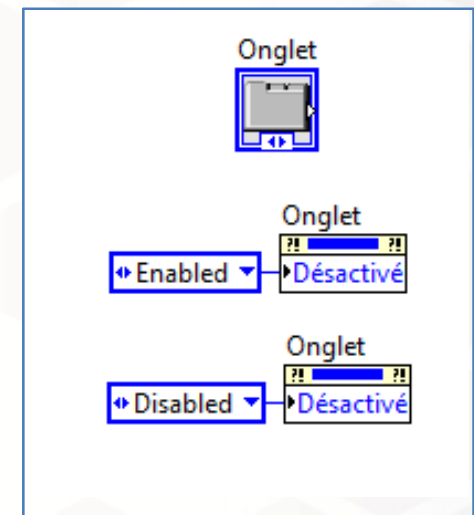 Onglet
Onglet
?! ?!
Enabled Désactivé
Onglet
?! ?!
Disabled Désactivé